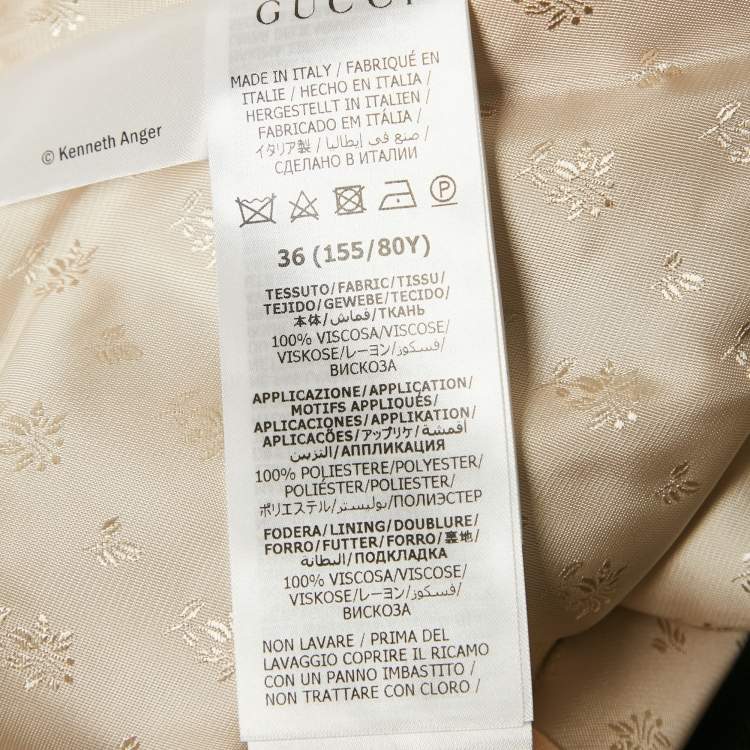 GUCCI
© Kenneth Anger
MADE IN ITALY / FABRIQUÉ EN
ITALIE / HECHO EN ITALIA /
HERGESTELLT IN ITALIEN /
FABRICADO EM ITÁLIA /
イタリア製 / صنع في إيطاليا /
СДЕЛАНО В ИТАЛИИ
36 (155/80Y)
TESSUTO/FABRIC/TISSU/
TEJIDO/GEWEBE/TECIDO/
本体/قماش/ТКАНЬ
100% VISCOSA/VISCOSE/
VISKOSE/レーヨン/فسكوز/
ВИСКОЗА
APPLICAZIONE/APPLICATION/
MOTIFS APPLIQUÉS/
APLICACIONES/APPLIKATION/
APLICAÇÕES/アップリケ/أقمشة
التزيين/АППЛИКАЦИЯ
100% POLIESTERE/POLYESTER/
POLIÉSTER/POLYESTER/
ポリエステル/بوليستر/ПОЛИЭСТЕР
FODERA/LINING/DOUBLURE/
FORRO/FUTTER/FORRO/裏地/
البطانة/ПОДКЛАДКА
100% VISCOSA/VISCOSE/
VISKOSE/レーヨン/فسكوز/
ВИСКОЗА
NON LAVARE / PRIMA DEL
LAVAGGIO COPRIRE IL RICAMO
CON UN PANNO IMBASTITO /
NON TRATTARE CON CLORO /